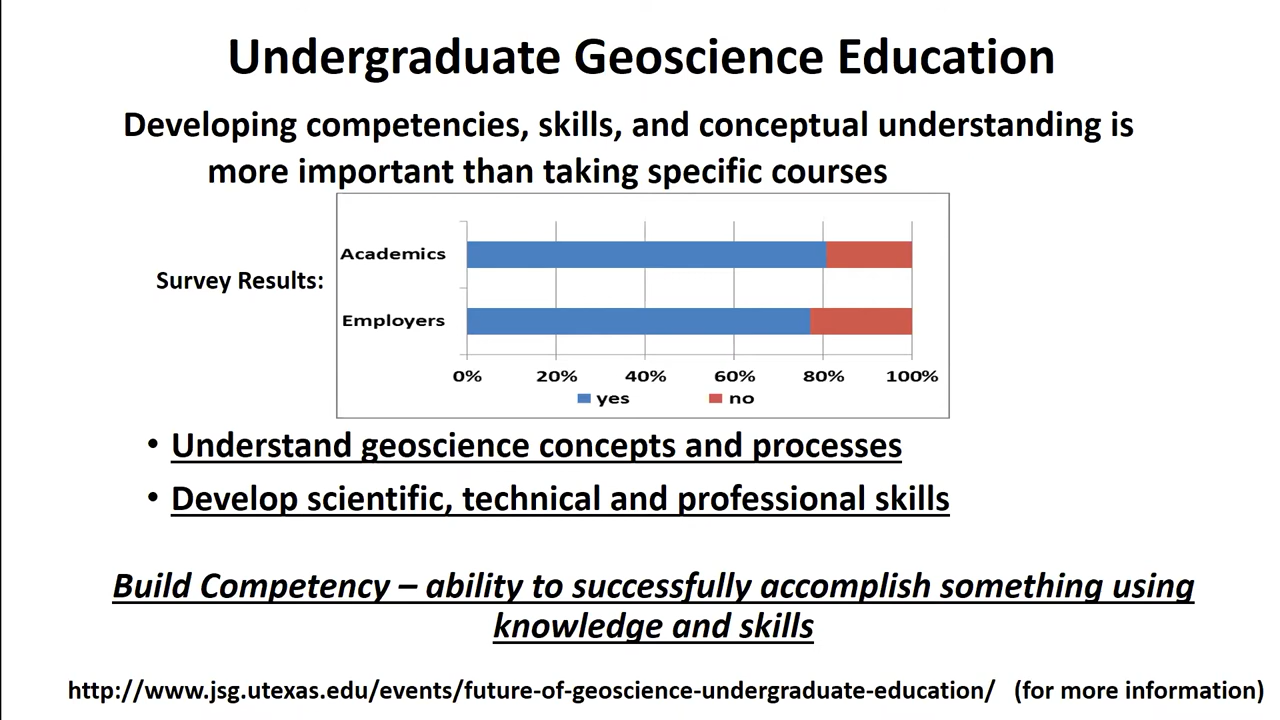 Undergraduate Geoscience Education
Developing competencies, skills, and conceptual understanding is
more important than taking specific courses
Survey Results:
Academics
Employers
0% 20% 40% 60% 80% 100%
yes no
• Understand geoscience concepts and processes
• Develop scientific, technical and professional skills
Build Competency – ability to successfully accomplish something using
knowledge and skills
http://www.jsg.utexas.edu/events/future-of-geoscience-undergraduate-education/ (for more information)